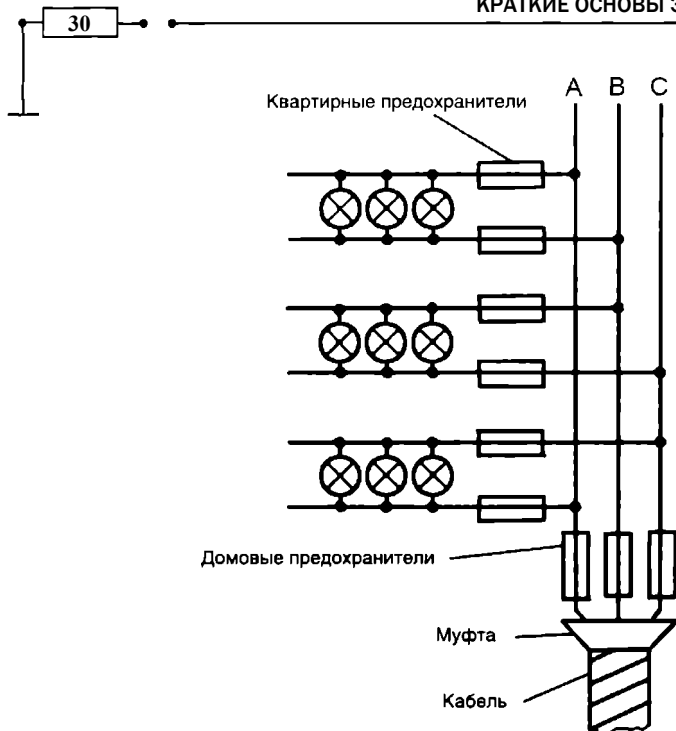 КРАТКИЕ ОСНОВЫ
30
A B C
Квартирные предохранители
Домовые предохранители
Муфта
Кабель